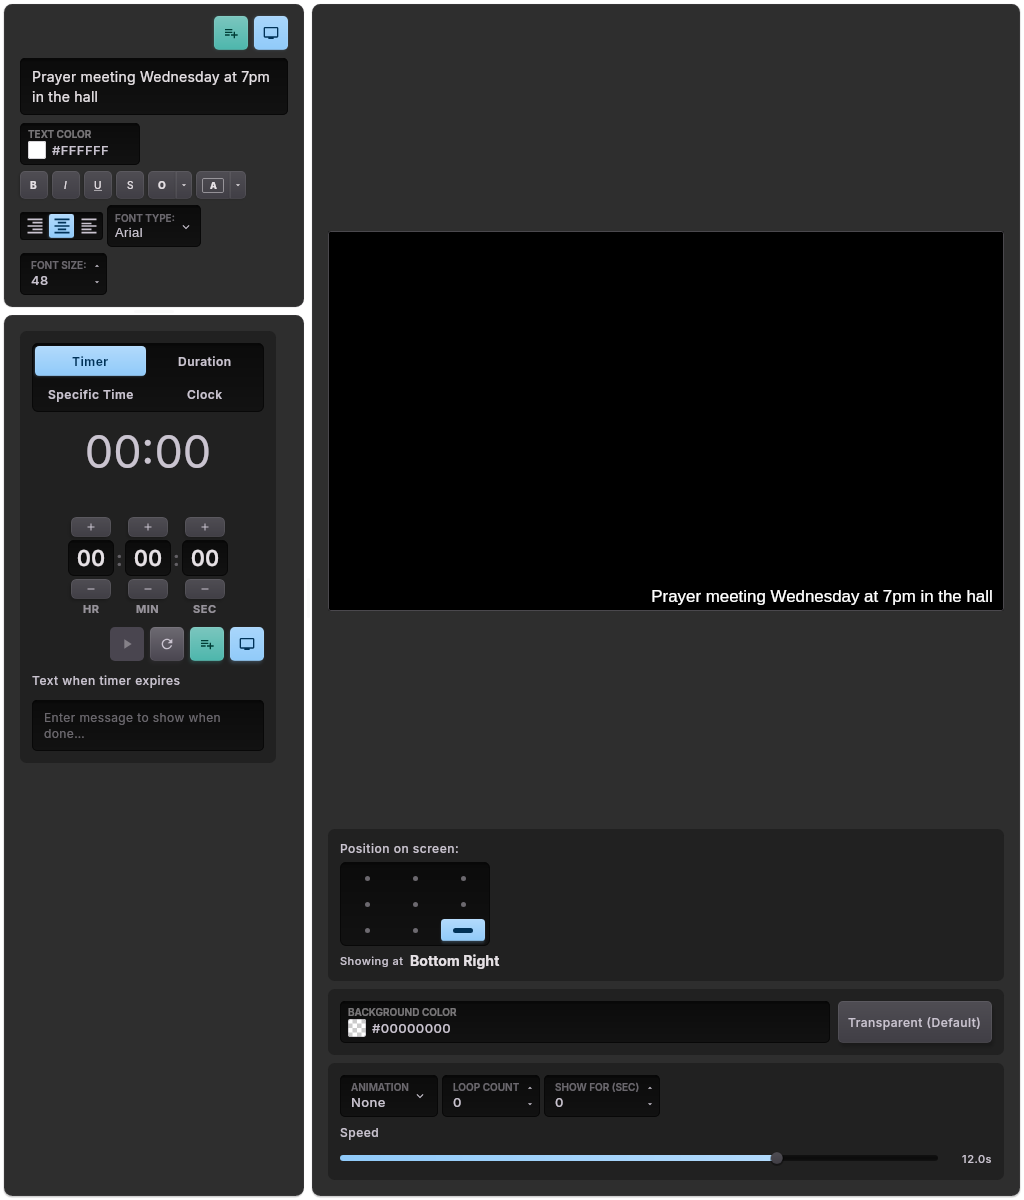 Prayer meeting Wednesday at 7pm
in the hall
TEXT COLOR
#FFFFFF
B
I
U
S
O
A
FONT TYPE:
Arial
FONT SIZE:
48
Timer
Duration
Specific Time
Clock
00:00
+ + +
00 : 00 : 00
− − −
HR MIN SEC
Text when timer expires
Enter message to show when
done...
Prayer meeting Wednesday at 7pm in the hall
Position on screen:
Showing at Bottom Right
BACKGROUND COLOR
#00000000
Transparent (Default)
ANIMATION
None
LOOP COUNT
0
SHOW FOR (SEC)
0
Speed
12.0s